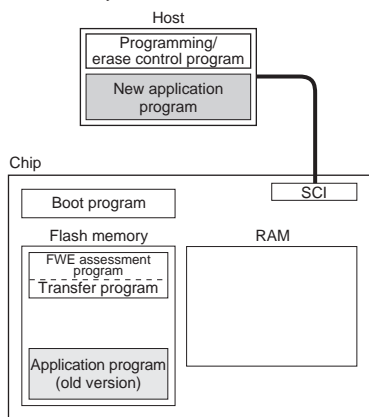 Host
Programming/
erase control program
New application
program
Chip
SCI
Boot program
Flash memory
RAM
FWE assessment
program
Transfer program
Application program
(old version)